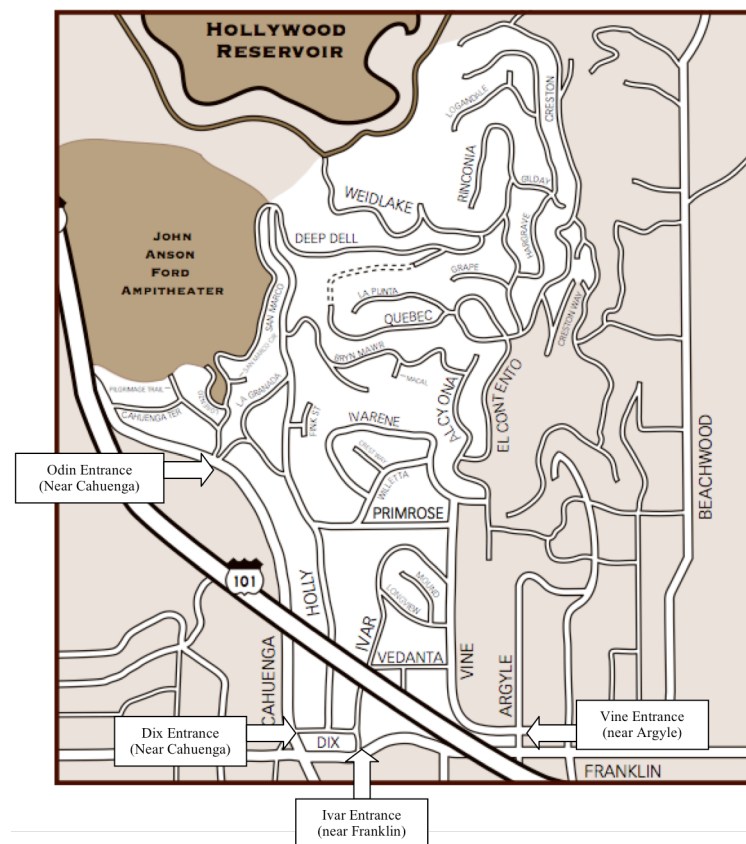 HOLLYWOOD
RESERVOIR
JOHN
ANSON
FORD
AMPITHEATER
LOGANDALE
CRESTON
RINCONIA
GILDAY
WEIDLAKE
HARGRAVE
DEEP DELL
GRAPE
LA PUNTA
QUEBEC
SAN MARCO
CRESTON WAY
BRYN MAWR
SAN MARCO CIR
MACAL
PILGRIMAGE TRAIL
LA GRANADA
ALCYONA
EL CONTENTO
CAHUENGA TER
FINK ST
IVARENE
CREST WAY
WILLETTA
BEACHWOOD
Odin Entrance
(Near Cahuenga)
PRIMROSE
101
HOLLY
MOUND
LONGVIEW
IVAR
VEDANTA
VINE
ARGYLE
CAHUENGA
Dix Entrance
(Near Cahuenga)
DIX
Vine Entrance
(near Argyle)
FRANKLIN
Ivar Entrance
(near Franklin)